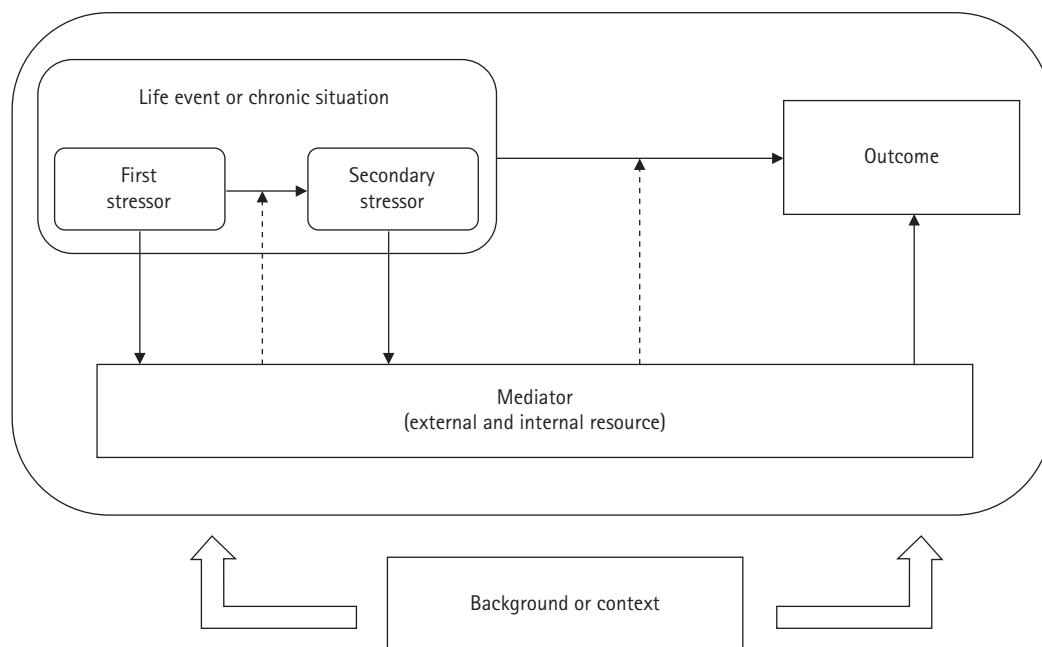 Life event or chronic situation
First
stressor
Secondary
stressor
Outcome
Mediator
(external and internal resource)
Background or context